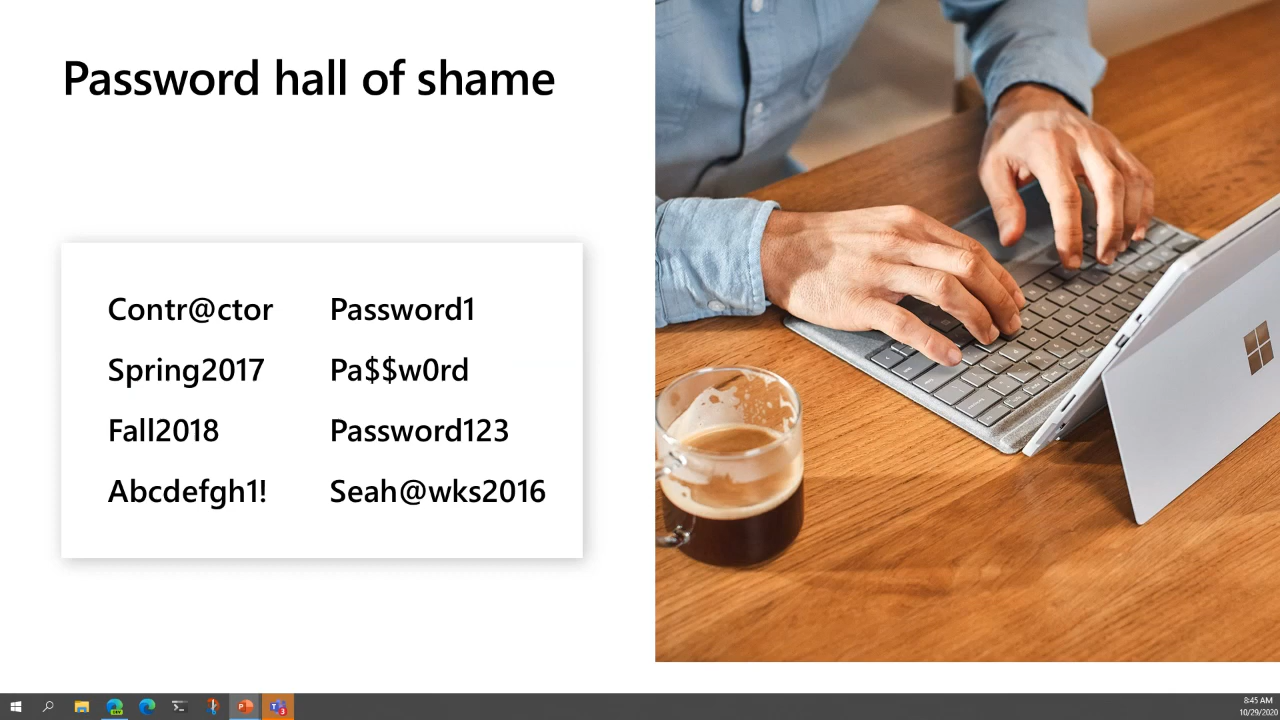 Password hall of shame
Contr@ctor Password1
Spring2017 Pa$$w0rd
Fall2018 Password123
Abcdefgh1! Seah@wks2016
8:45 AM
10/29/2020